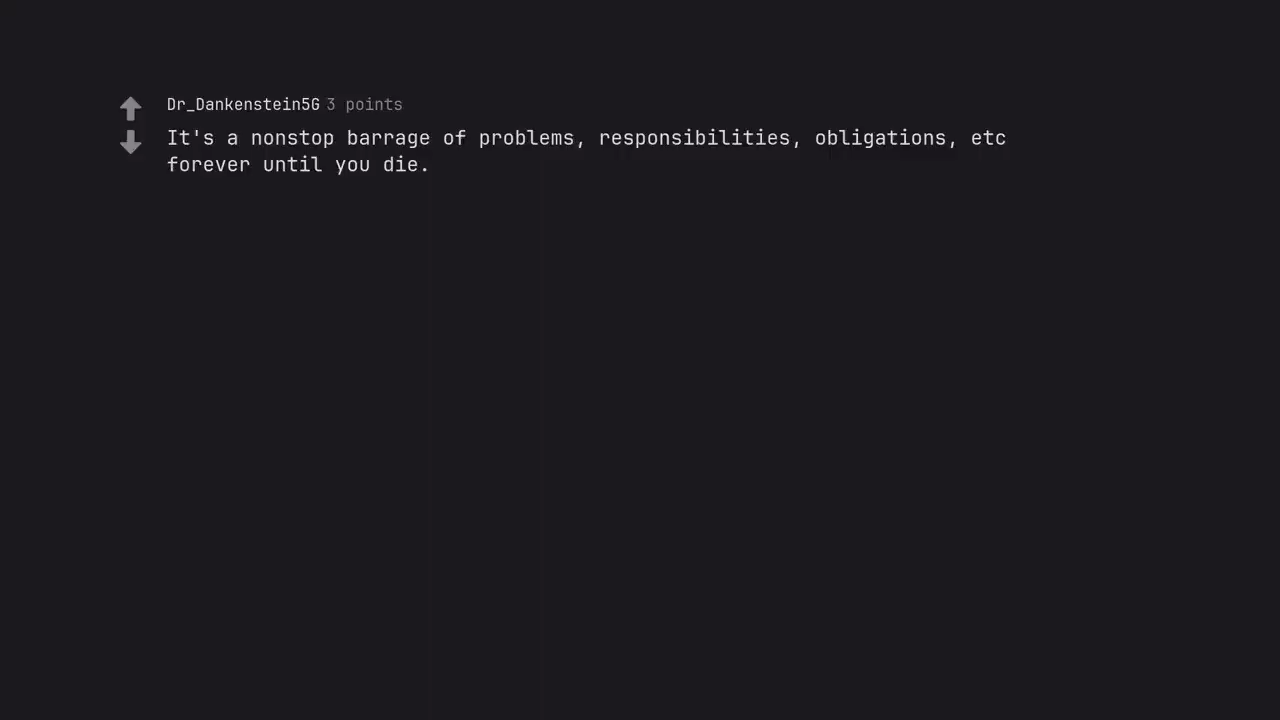 Dr_Dankenstein5G 3 points
It's a nonstop barrage of problems, responsibilities, obligations, etc
forever until you die.